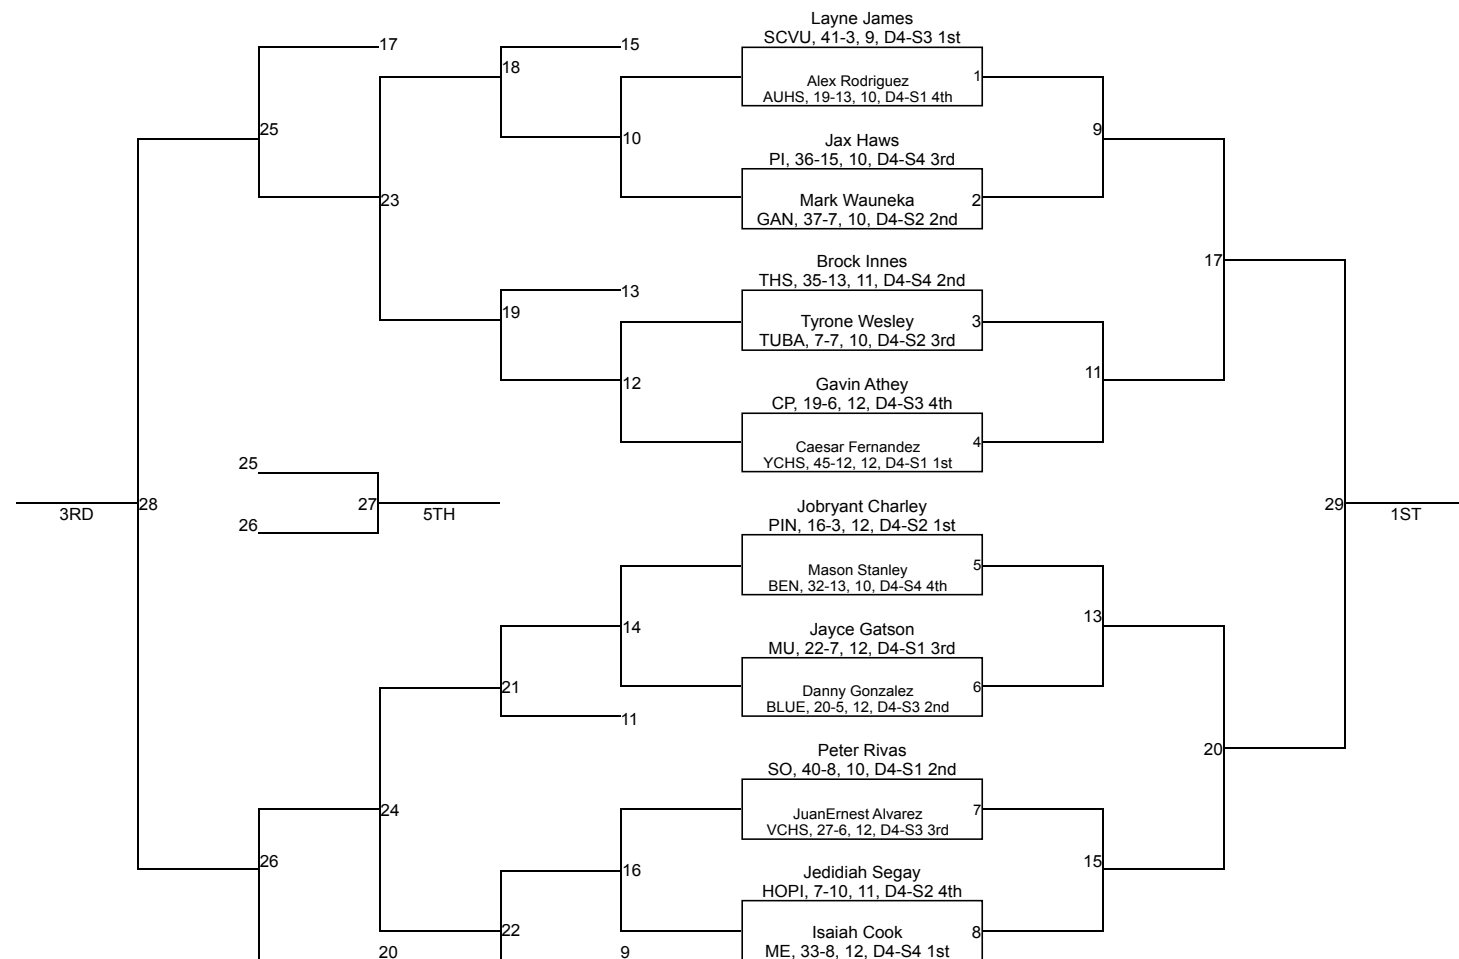 Layne James
SCVU, 41-3, 9, D4-S3 1st
17
15
18
Alex Rodriguez
1
AUHS, 19-13, 10, D4-S1 4th
25
9
10
Jax Haws
PI, 36-15, 10, D4-S4 3rd
23
Mark Wauneka
2
GAN, 37-7, 10, D4-S2 2nd
Brock Innes
17
THS, 35-13, 11, D4-S4 2nd
13
19
Tyrone Wesley
3
TUBA, 7-7, 10, D4-S2 3rd
11
12
Gavin Athey
CP, 19-6, 12, D4-S3 4th
Caesar Fernandez
4
YCHS, 45-12, 12, D4-S1 1st
25
28
27
29
3RD
5TH
1ST
Jobryant Charley
PIN, 16-3, 12, D4-S2 1st
26
Mason Stanley
5
BEN, 32-13, 10, D4-S4 4th
13
14
Jayce Gatson
MU, 22-7, 12, D4-S1 3rd
21
Danny Gonzalez
6
BLUE, 20-5, 12, D4-S3 2nd
11
Peter Rivas
20
SO, 40-8, 10, D4-S1 2nd
24
JuanErnest Alvarez
7
VCHS, 27-6, 12, D4-S3 3rd
26
15
16
Jedidiah Segay
HOPI, 7-10, 11, D4-S2 4th
22
Isaiah Cook
8
20
9
ME, 33-8, 12, D4-S4 1st